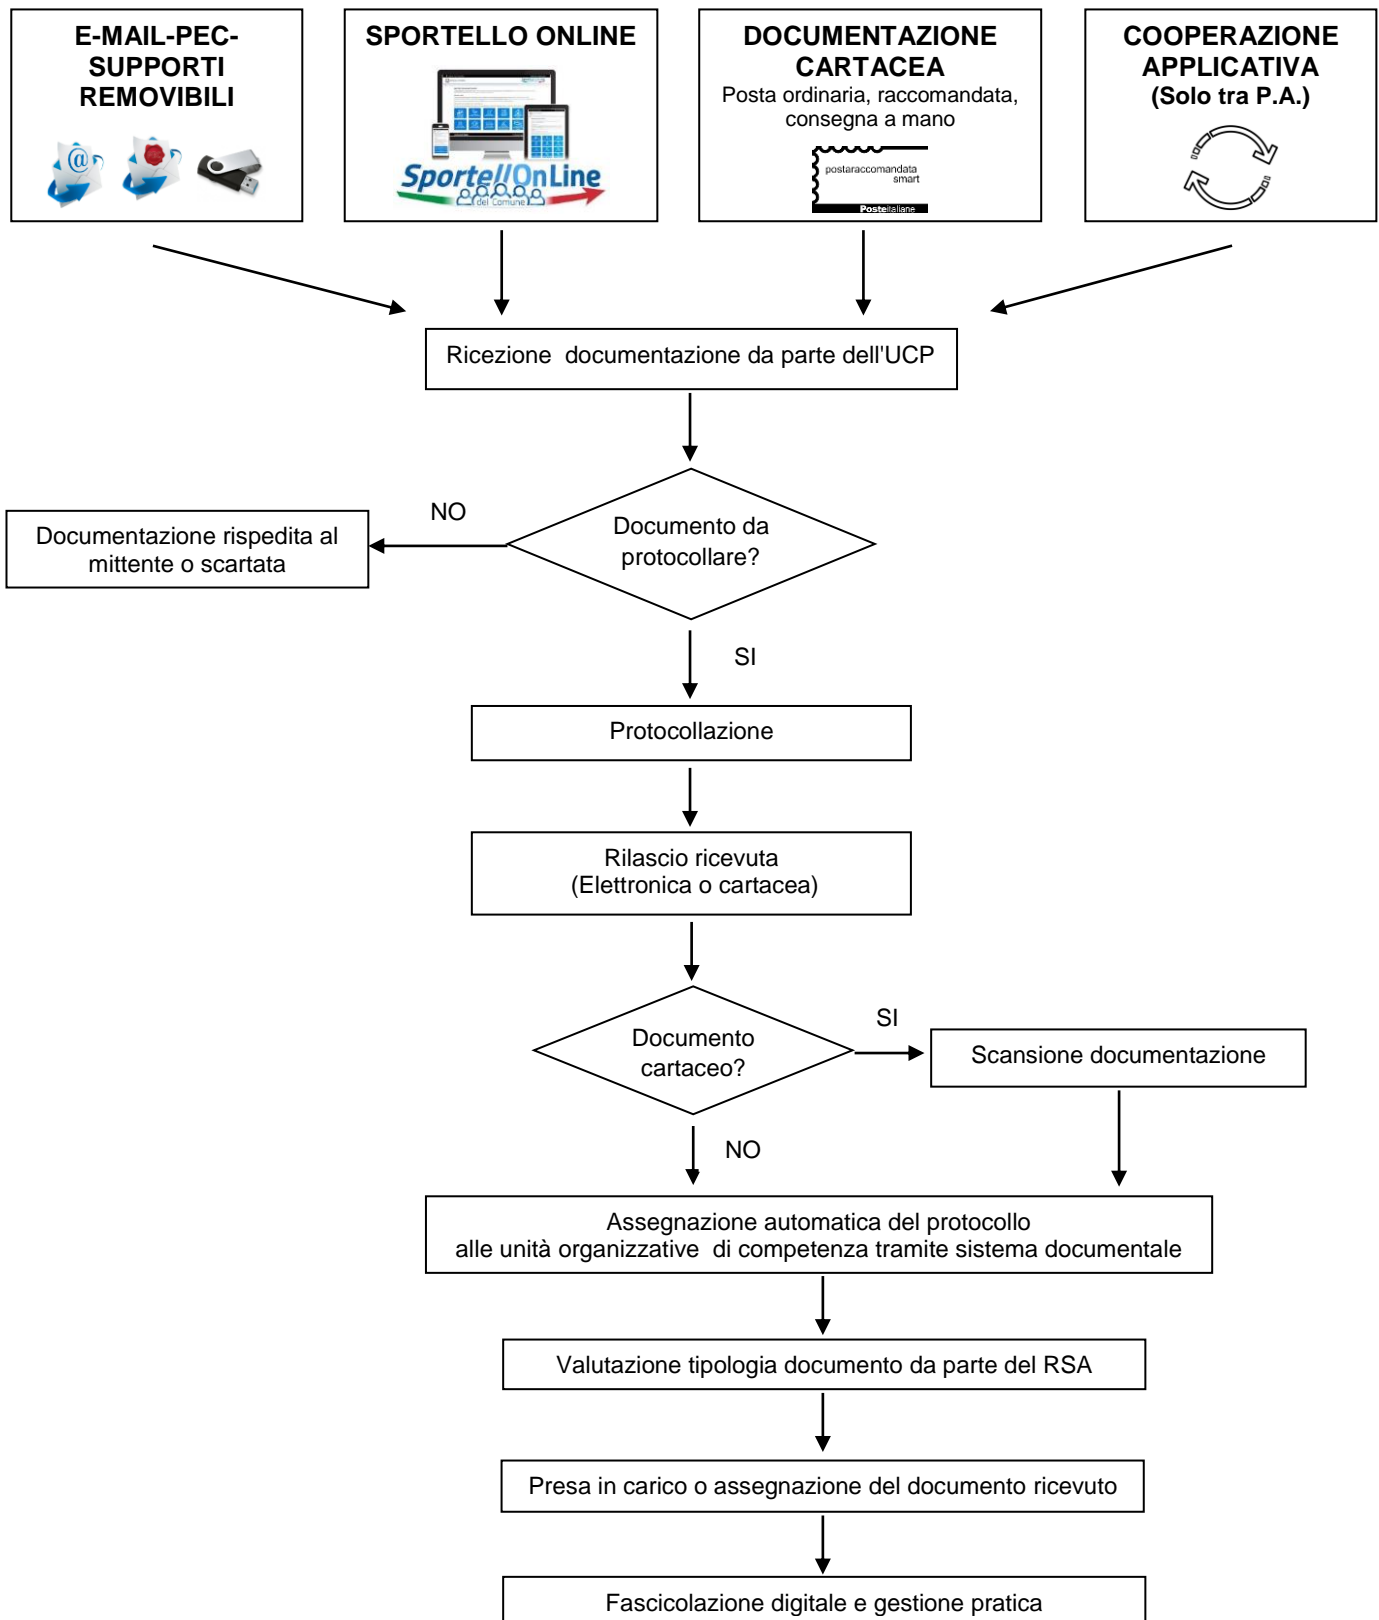 E-MAIL-PEC-
SUPPORTI
REMOVIBILI
@
SPORTELLO ONLINE
SportellOnLine
del Comune
DOCUMENTAZIONE
CARTACEA
Posta ordinaria, raccomandata,
consegna a mano
postaraccomandata
smart
Posteitaliane
COOPERAZIONE
APPLICATIVA
(Solo tra P.A.)
Ricezione documentazione da parte dell'UCP
Documento da
protocollare?
NO
Documentazione rispedita al
mittente o scartata
SI
Protocollazione
Rilascio ricevuta
(Elettronica o cartacea)
Documento
cartaceo?
SI
Scansione documentazione
NO
Assegnazione automatica del protocollo
alle unità organizzative di competenza tramite sistema documentale
Valutazione tipologia documento da parte del RSA
Presa in carico o assegnazione del documento ricevuto
Fascicolazione digitale e gestione pratica